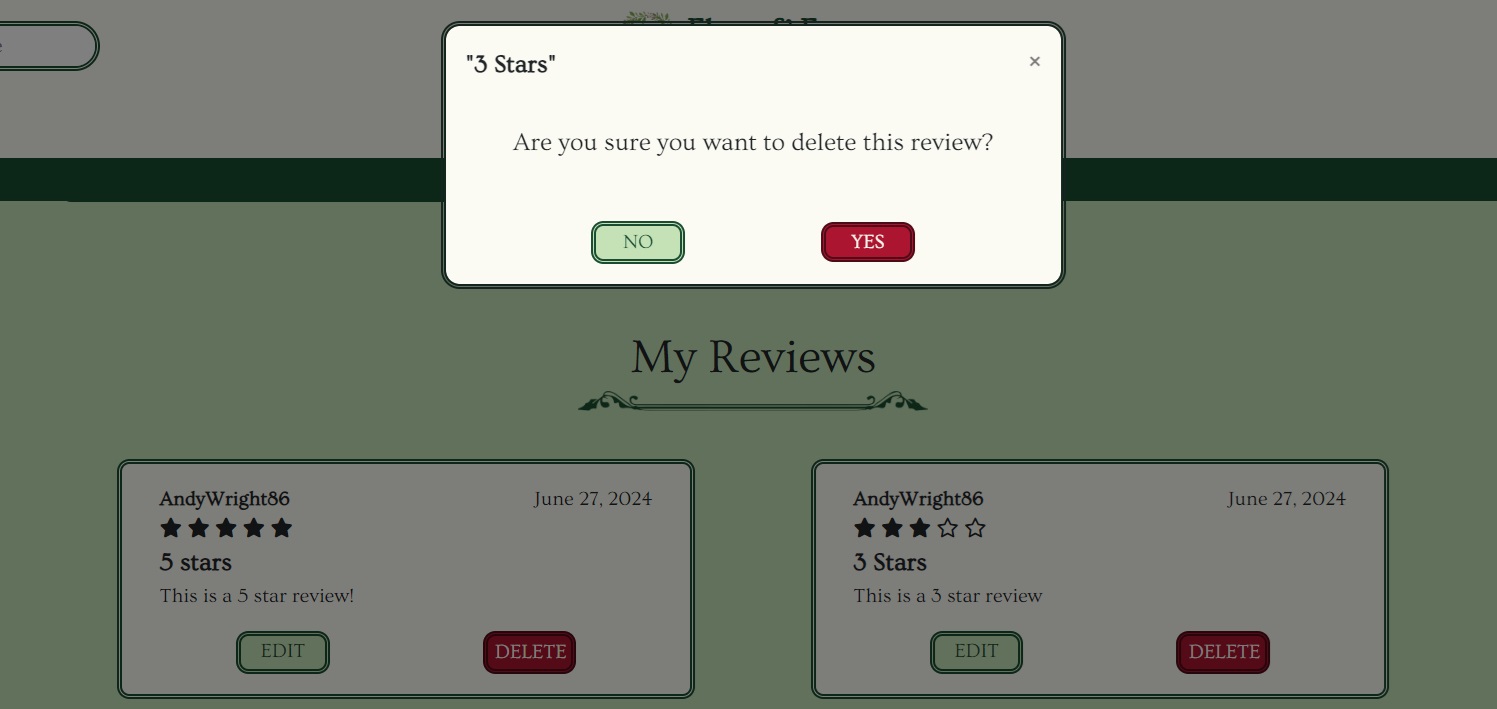 "3 Stars"
×
Are you sure you want to delete this review?
NO
YES
My Reviews
AndyWright86
June 27, 2024
5 stars
This is a 5 star review!
EDIT
DELETE
AndyWright86
June 27, 2024
3 Stars
This is a 3 star review
EDIT
DELETE